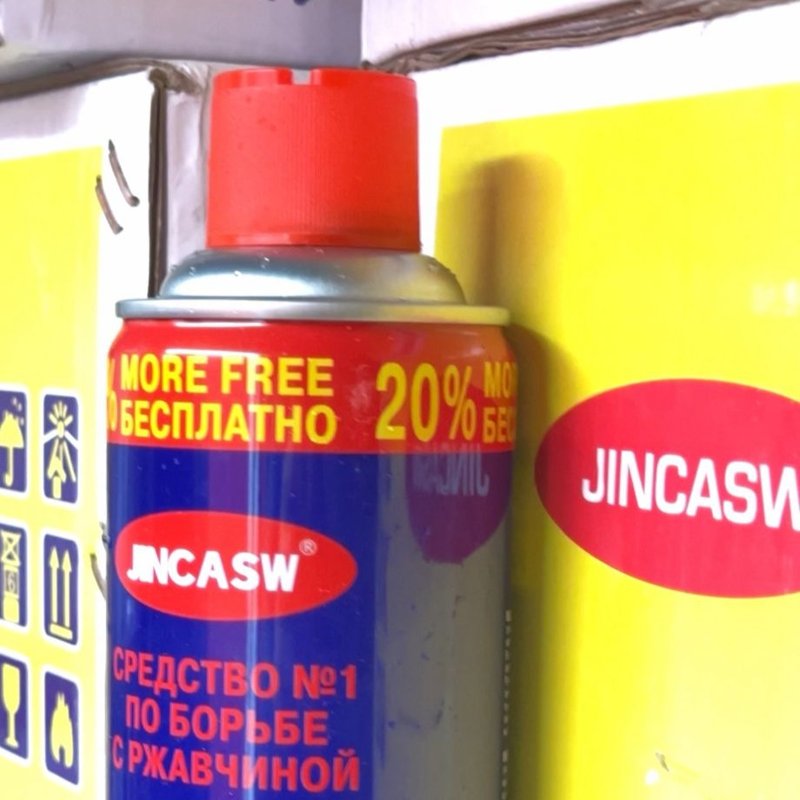 MORE FREE
БЕСПЛАТНО
20%
JINCASW®
СРЕДСТВО №1
ПО БОРЬБЕ
С РЖАВЧИНОЙ
JINCASW